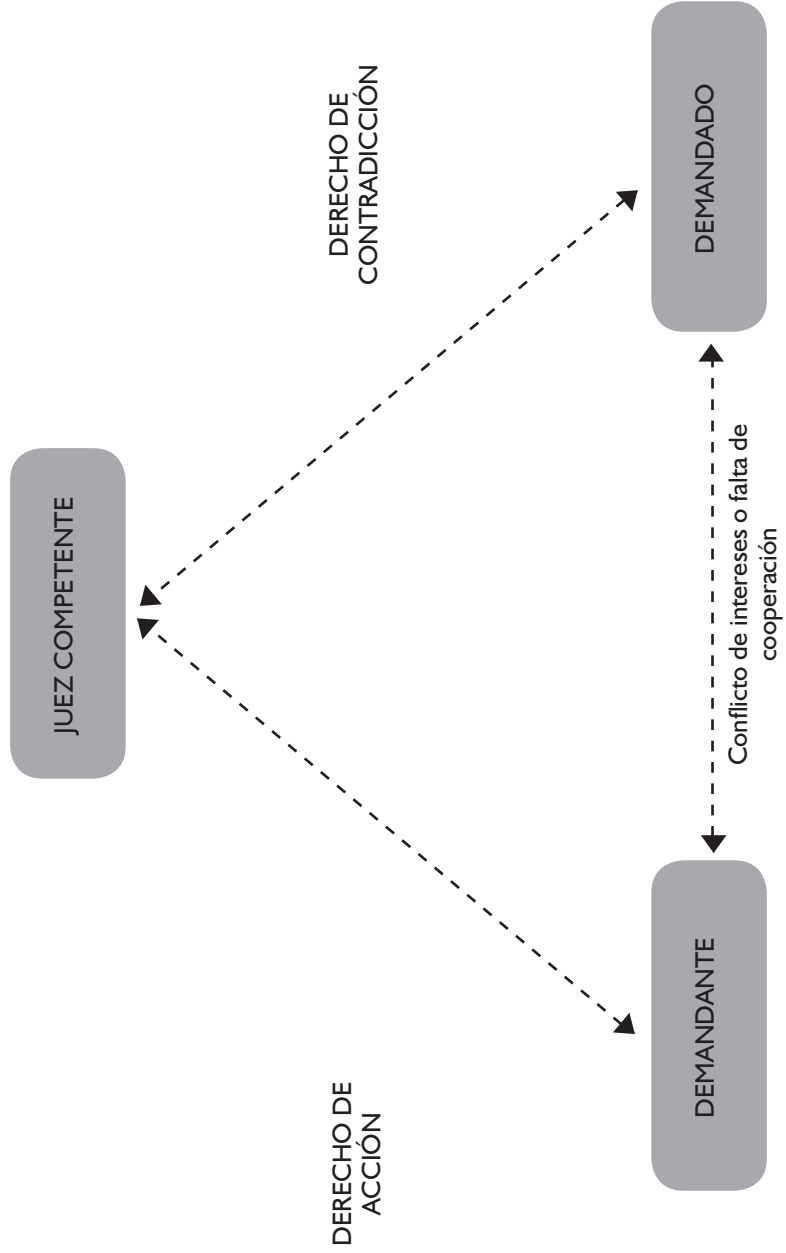 JUEZ COMPETENTE
DERECHO DE
ACCIÓN
DERECHO DE
CONTRADICCIÓN
DEMANDANTE
Conflicto de intereses o falta de
cooperación
DEMANDADO